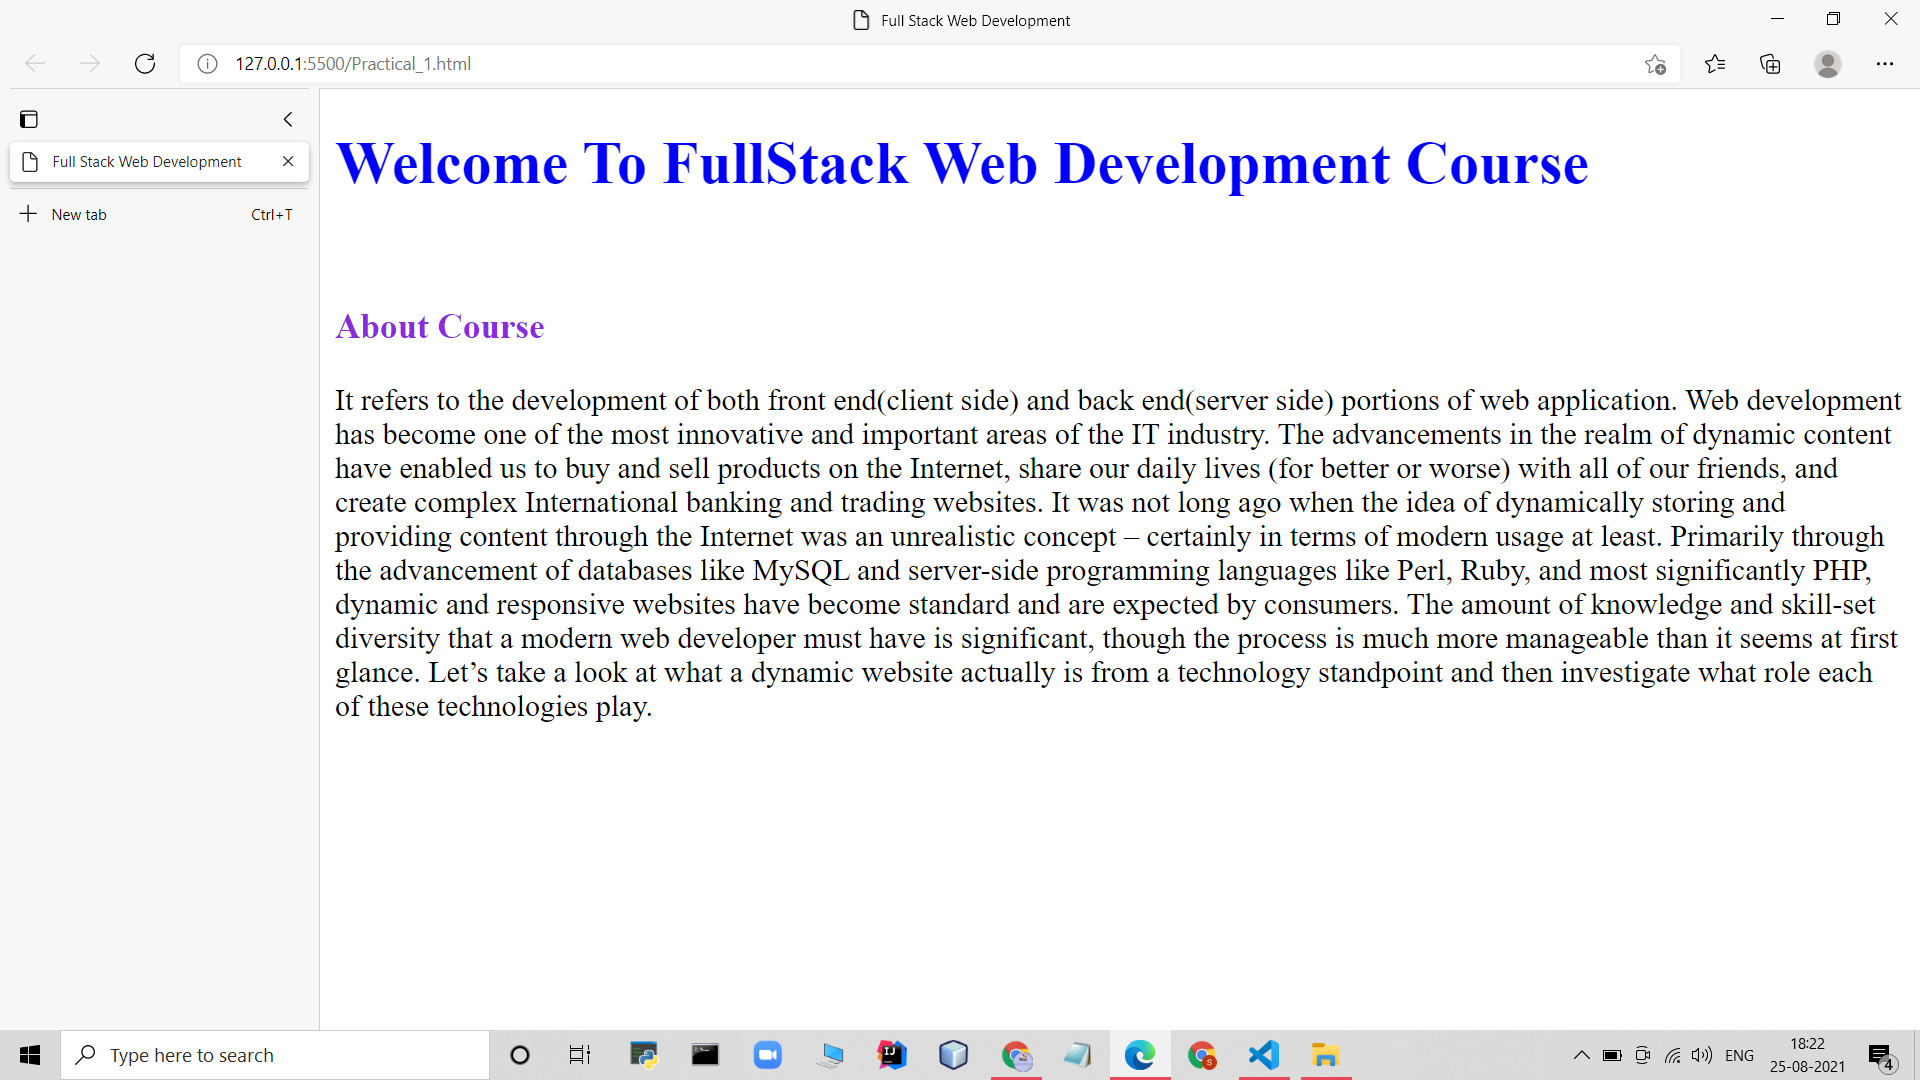 Full Stack Web Development
127.0.0.1:5500/Practical_1.html
Full Stack Web Development
New tab Ctrl+T
Welcome To FullStack Web Development Course
About Course
It refers to the development of both front end(client side) and back end(server side) portions of web application. Web development
has become one of the most innovative and important areas of the IT industry. The advancements in the realm of dynamic content
have enabled us to buy and sell products on the Internet, share our daily lives (for better or worse) with all of our friends, and
create complex International banking and trading websites. It was not long ago when the idea of dynamically storing and
providing content through the Internet was an unrealistic concept – certainly in terms of modern usage at least. Primarily through
the advancement of databases like MySQL and server-side programming languages like Perl, Ruby, and most significantly PHP,
dynamic and responsive websites have become standard and are expected by consumers. The amount of knowledge and skill-set
diversity that a modern web developer must have is significant, though the process is much more manageable than it seems at first
glance. Let’s take a look at what a dynamic website actually is from a technology standpoint and then investigate what role each
of these technologies play.
Type here to search
IJ
S
ENG
18:22
25-08-2021
4